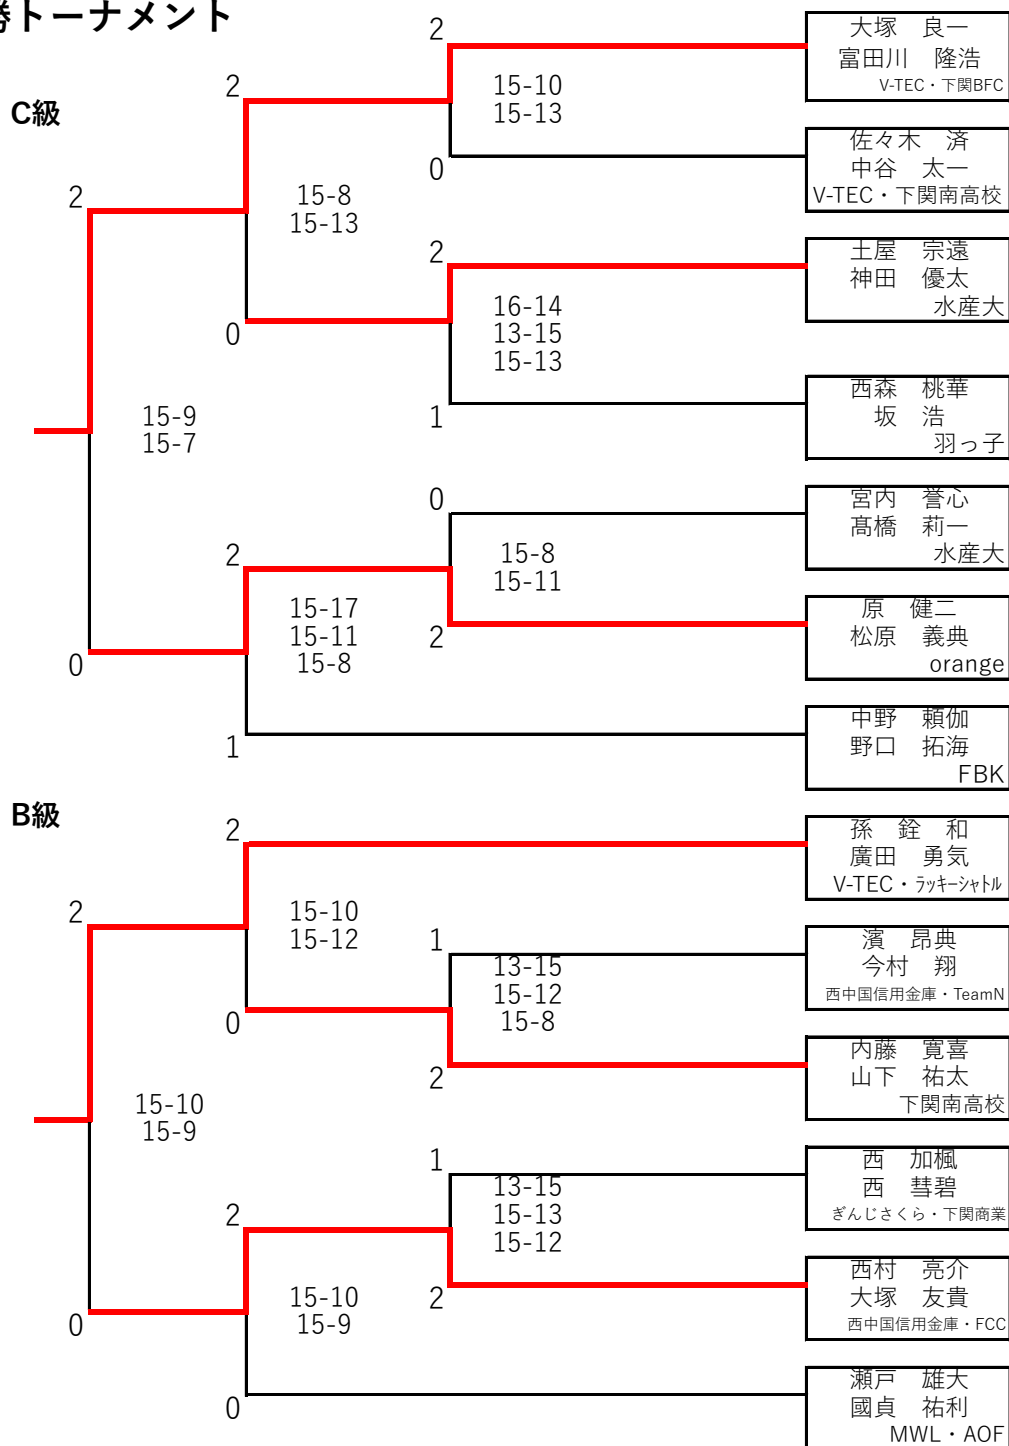 勝トーナメント
C級
2
大塚　良一
富田川　隆浩
V-TEC・下関BFC
2
15-10
15-13
0
佐々木　済
中谷　太一
V-TEC・下関南高校
2
15-8
15-13
2
土屋　宗遠
神田　優太
水産大
0
16-14
13-15
15-13
1
西森　桃華
坂　浩
羽っ子
15-9
15-7
0
宮内　誉心
髙橋　莉一
水産大
2
15-8
15-11
2
原　健二
松原　義典
orange
15-17
15-11
15-8
0
1
中野　頼伽
野口　拓海
FBK
B級
2
孫　銓　和
廣田　勇気
V-TEC・ﾗｯｷｰｼｬﾄﾙ
2
15-10
15-12
1
濱　昂典
今村　翔
西中国信用金庫・TeamN
13-15
15-12
15-8
0
2
内藤　寛喜
山下　祐太
下関南高校
15-10
15-9
1
西　加楓
西　彗碧
ぎんじさくら・下関商業
13-15
15-13
15-12
2
2
西村　亮介
大塚　友貴
西中国信用金庫・FCC
15-10
15-9
0
0
瀬戸　雄大
國貞　祐利
MWL・AOF